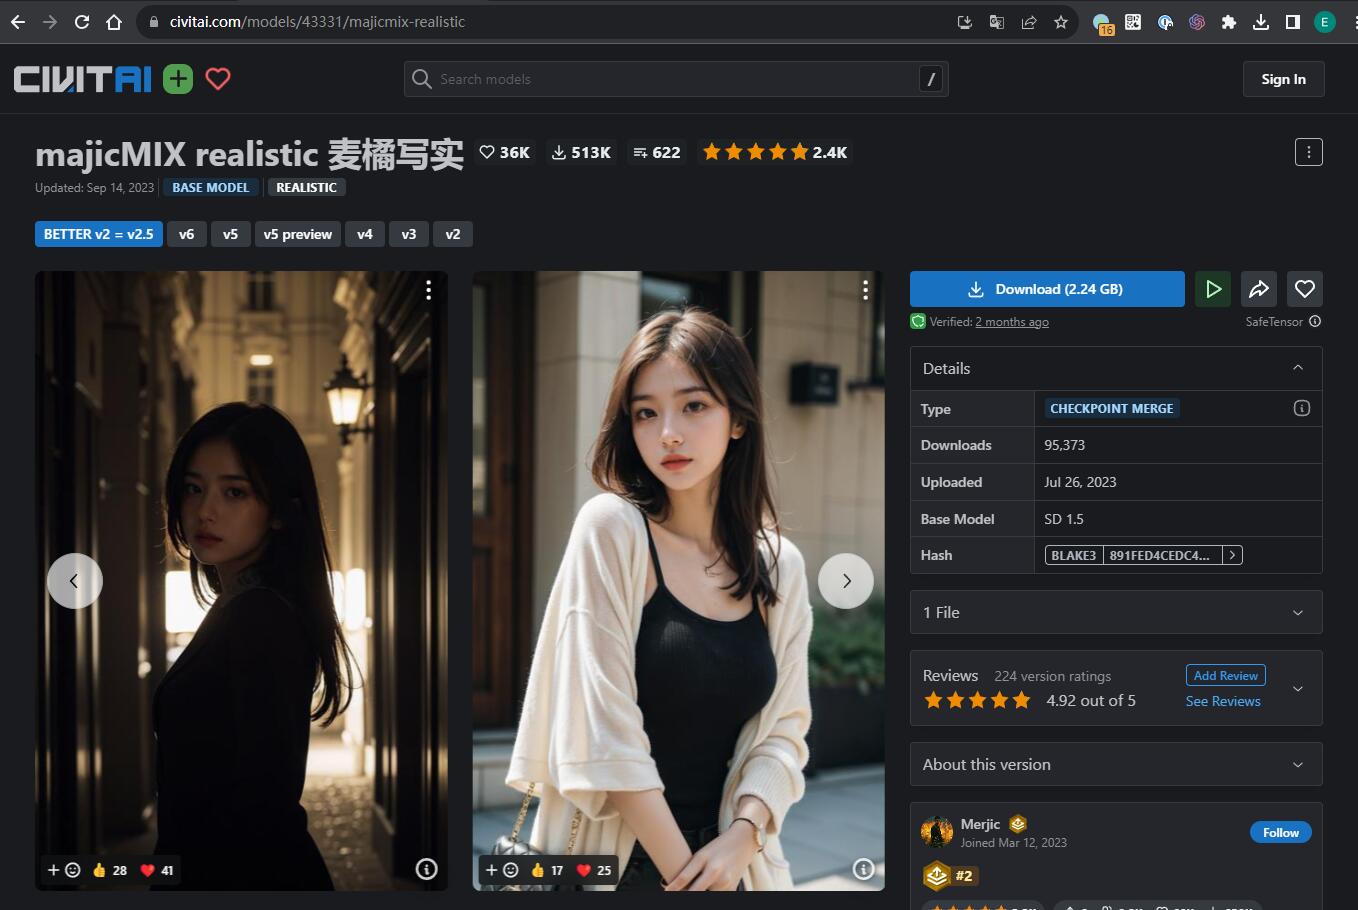 civitai.com/models/43331/majicmix-realistic
16
E
CIVITAI
Search models
/
Sign In
majicMIX realistic 麦橘写实
36K
513K
622
2.4K
Updated: Sep 14, 2023
BASE MODEL
REALISTIC
BETTER v2 = v2.5
v6
v5
v5 preview
v4
v3
v2
28
41
17
25
Download (2.24 GB)
Verified: 2 months ago
SafeTensor
Details
Type
CHECKPOINT MERGE
Downloads
95,373
Uploaded
Jul 26, 2023
Base Model
SD 1.5
Hash
BLAKE3
891FED4CEDC4...
1 File
Reviews
224 version ratings
Add Review
4.92 out of 5
See Reviews
About this version
Merjic
Joined Mar 12, 2023
Follow
#2